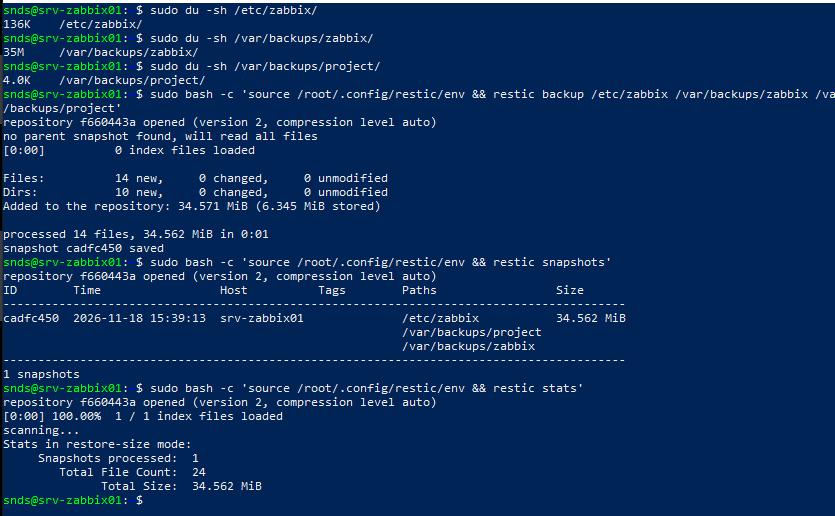 snds@srv-zabbix01: $ sudo du -sh /etc/zabbix/
136K    /etc/zabbix/
snds@srv-zabbix01: $ sudo du -sh /var/backups/zabbix/
35M     /var/backups/zabbix/
snds@srv-zabbix01: $ sudo du -sh /var/backups/project/
4.0K    /var/backups/project/
snds@srv-zabbix01: $ sudo bash -c 'source /root/.config/restic/env && restic backup /etc/zabbix /var/backups/zabbix /va
/backups/project'
repository f660443a opened (version 2, compression level auto)
no parent snapshot found, will read all files
[0:00]          0 index files loaded

Files:          14 new,     0 changed,     0 unmodified
Dirs:           10 new,     0 changed,     0 unmodified
Added to the repository: 34.571 MiB (6.345 MiB stored)

processed 14 files, 34.562 MiB in 0:01
snapshot cadfc450 saved
snds@srv-zabbix01: $ sudo bash -c 'source /root/.config/restic/env && restic snapshots'
repository f660443a opened (version 2, compression level auto)
ID        Time                 Host          Tags        Paths                 Size
----------------------------------------------------------------------------------------
cadfc450  2026-11-18 15:39:13  srv-zabbix01              /etc/zabbix           34.562 MiB
                                                         /var/backups/project
                                                         /var/backups/zabbix
----------------------------------------------------------------------------------------
1 snapshots
snds@srv-zabbix01: $ sudo bash -c 'source /root/.config/restic/env && restic stats'
repository f660443a opened (version 2, compression level auto)
[0:00] 100.00%  1 / 1 index files loaded
scanning...
Stats in restore-size mode:
     Snapshots processed:  1
        Total File Count:  24
              Total Size:  34.562 MiB
snds@srv-zabbix01: $